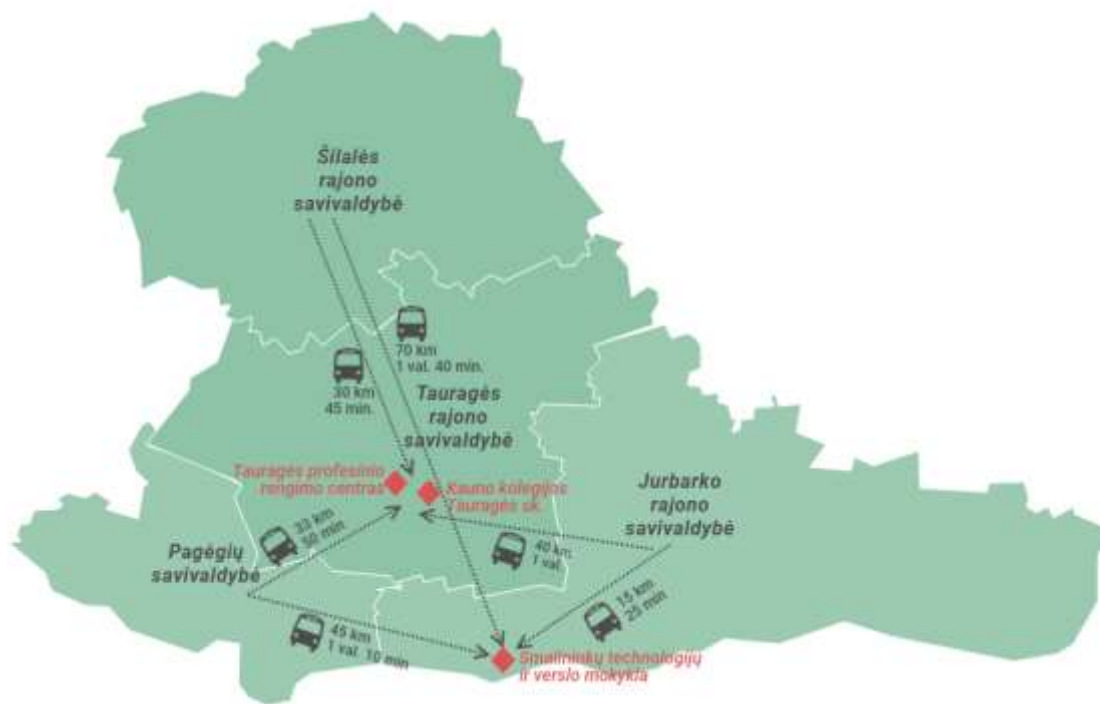 Šilalės
rajono
savivaldybė
70 km
1 val. 40 min.
30 km
45 min.
Tauragės
rajono
savivaldybė
Tauragės profesinio
rengimo centras
Kauno kolegijos
Tauragės sk.
Jurbarko
rajono
savivaldybė
33 km
50 min
Pagėgių
savivaldybė
40 km
1 val.
15 km
25 min
45 km
1 val. 10 min
Smalininkų technologijų
ir verslo mokykla